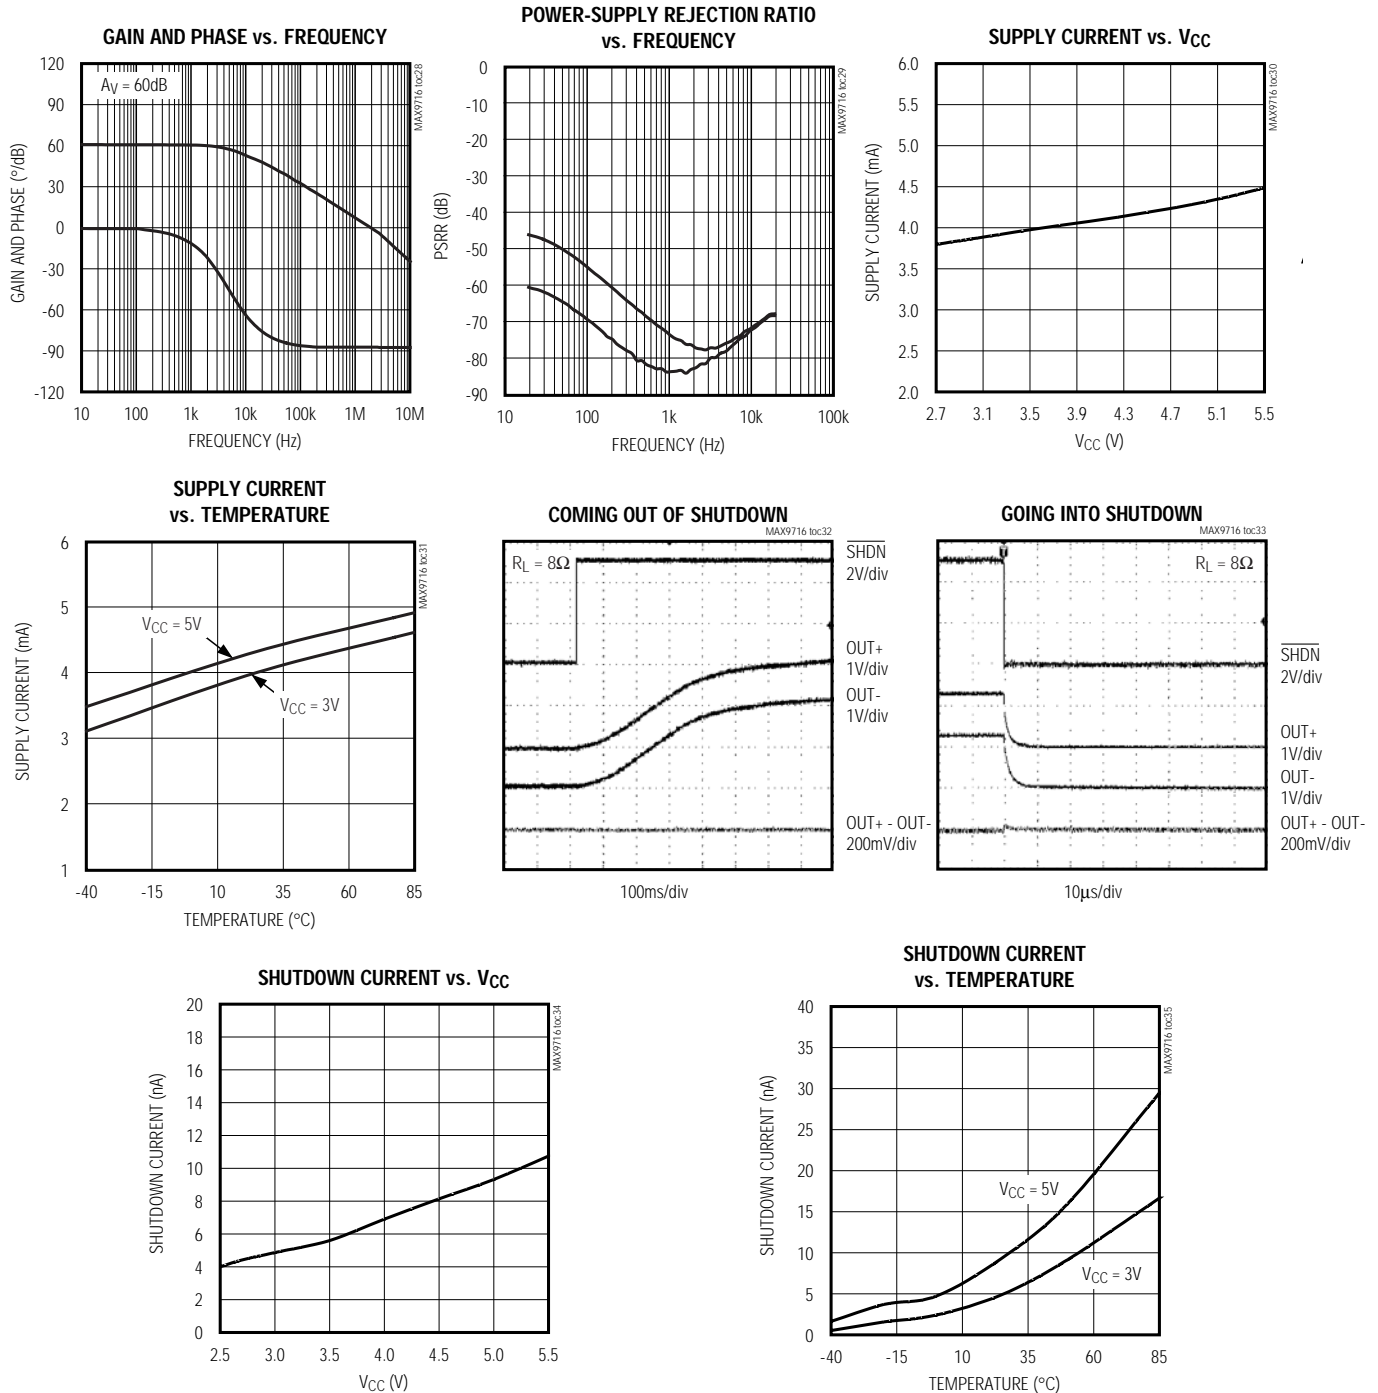 GAIN AND PHASE vs. FREQUENCY
AV = 60dB
MAX9716 toc28
120
90
60
30
0
-30
-60
-90
-120
GAIN AND PHASE (°/dB)
10 100 1k 10k 100k 1M 10M
FREQUENCY (Hz)
POWER-SUPPLY REJECTION RATIO
vs. FREQUENCY
MAX9716 toc29
0
-10
-20
-30
-40
-50
-60
-70
-80
-90
PSRR (dB)
10 100 1k 10k 100k
FREQUENCY (Hz)
SUPPLY CURRENT vs. VCC
MAX9716 toc30
6.0
5.5
5.0
4.5
4.0
3.5
3.0
2.5
2.0
SUPPLY CURRENT (mA)
2.7 3.1 3.5 3.9 4.3 4.7 5.1 5.5
VCC (V)
SUPPLY CURRENT
vs. TEMPERATURE
MAX9716 toc31
6
5
4
3
2
1
SUPPLY CURRENT (mA)
VCC = 5V
VCC = 3V
-40 -15 10 35 60 85
TEMPERATURE (°C)
COMING OUT OF SHUTDOWN
MAX9716 toc32
RL = 8Ω
SHDN
2V/div
OUT+
1V/div
OUT-
1V/div
OUT+ - OUT-
200mV/div
100ms/div
GOING INTO SHUTDOWN
MAX9716 toc33
RL = 8Ω
SHDN
2V/div
OUT+
1V/div
OUT-
1V/div
OUT+ - OUT-
200mV/div
10μs/div
SHUTDOWN CURRENT vs. VCC
MAX9716 toc34
20
18
16
14
12
10
8
6
4
2
0
SHUTDOWN CURRENT (nA)
2.5 3.0 3.5 4.0 4.5 5.0 5.5
VCC (V)
SHUTDOWN CURRENT
vs. TEMPERATURE
MAX9716 toc35
40
35
30
25
20
15
10
5
0
SHUTDOWN CURRENT (nA)
VCC = 5V
VCC = 3V
-40 -15 10 35 60 85
TEMPERATURE (°C)